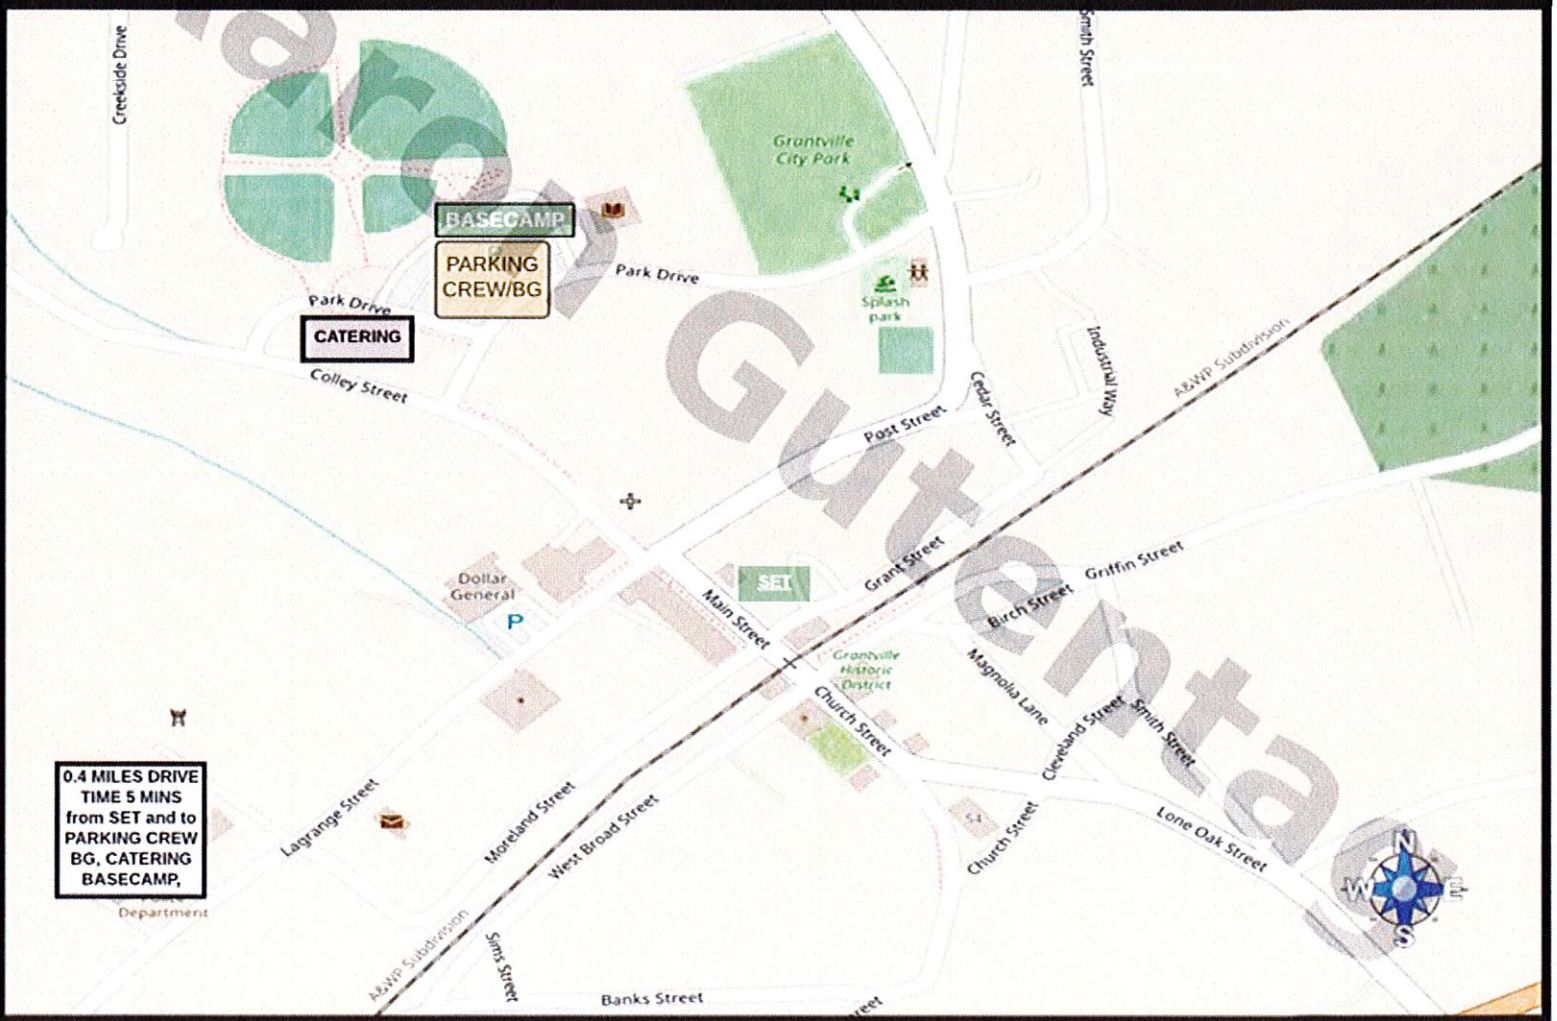 Creekside Drive
Smith Street
Grantville
City Park
BASECAMP
PARKING
CREW/BG
Park Drive
Park Drive
CATERING
Colley Street
Splash
park
Industrial Way
A&WP Subdivision
Cedar Street
Post Street
Grant Street
Griffin Street
Birch Street
SET
Main Street
Dollar
General
P
Grantville
Historic
District
Magnolia Lane
Church Street
Cleveland Street
Smith Street
0.4 MILES DRIVE
TIME 5 MINS
from SET and to
PARKING CREW
BG, CATERING
BASECAMP,
Department
Lagrange Street
Moreland Street
West Broad Street
54
Church Street
Lone Oak Street
N
W
E
S
A&WP Subdivision
Sims Street
Banks Street
reet
aron Gutentag